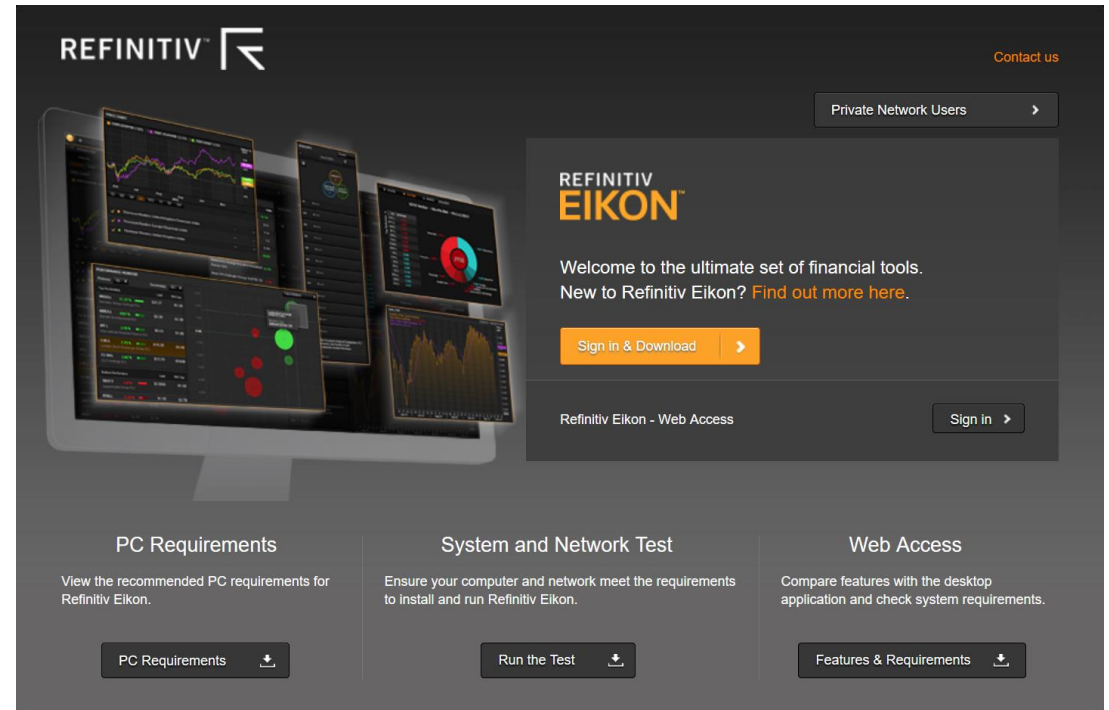 REFINITIV™
Contact us
Private Network Users
REFINITIV
EIKON™
Welcome to the ultimate set of financial tools.
New to Refinitiv Eikon? Find out more here.
Sign in & Download
Refinitiv Eikon - Web Access
Sign in
PC Requirements
View the recommended PC requirements for
Refinitiv Eikon.
PC Requirements
System and Network Test
Ensure your computer and network meet the requirements
to install and run Refinitiv Eikon.
Run the Test
Web Access
Compare features with the desktop
application and check system requirements.
Features & Requirements